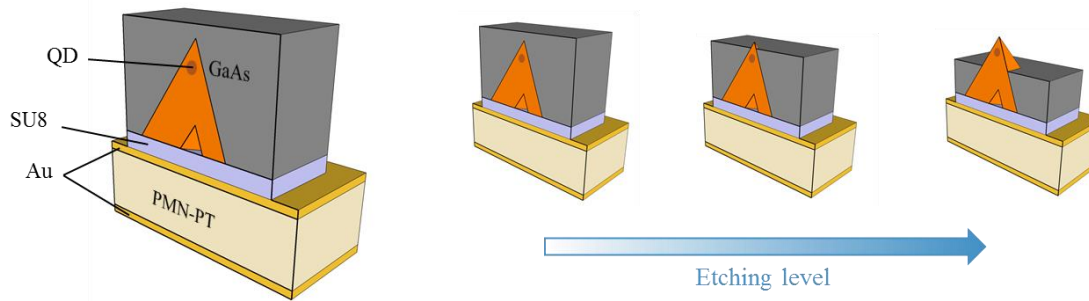 QD
GaAs
SU8
Au
PMN-PT
Etching level